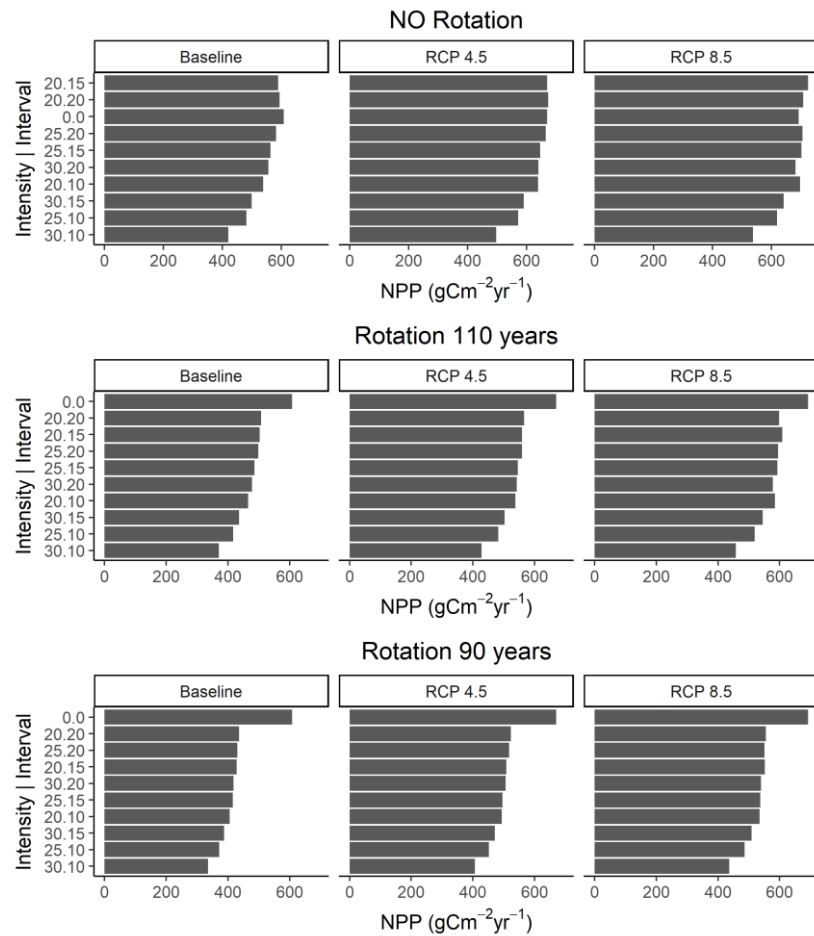 NO Rotation
Baseline RCP 4.5 RCP 8.5
Intensity | Interval
20.15
20.20
0.0
25.20
25.15
30.20
20.10
30.15
25.10
30.10
0 200 400 600 0 200 400 600 0 200 400 600
NPP (gCm⁻²yr⁻¹)
Rotation 110 years
Baseline RCP 4.5 RCP 8.5
Intensity | Interval
0.0
20.20
20.15
25.20
25.15
30.20
20.10
30.15
25.10
30.10
0 200 400 600 0 200 400 600 0 200 400 600
NPP (gCm⁻²yr⁻¹)
Rotation 90 years
Baseline RCP 4.5 RCP 8.5
Intensity | Interval
0.0
20.20
25.20
20.15
30.20
25.15
20.10
30.15
25.10
30.10
0 200 400 600 0 200 400 600 0 200 400 600
NPP (gCm⁻²yr⁻¹)